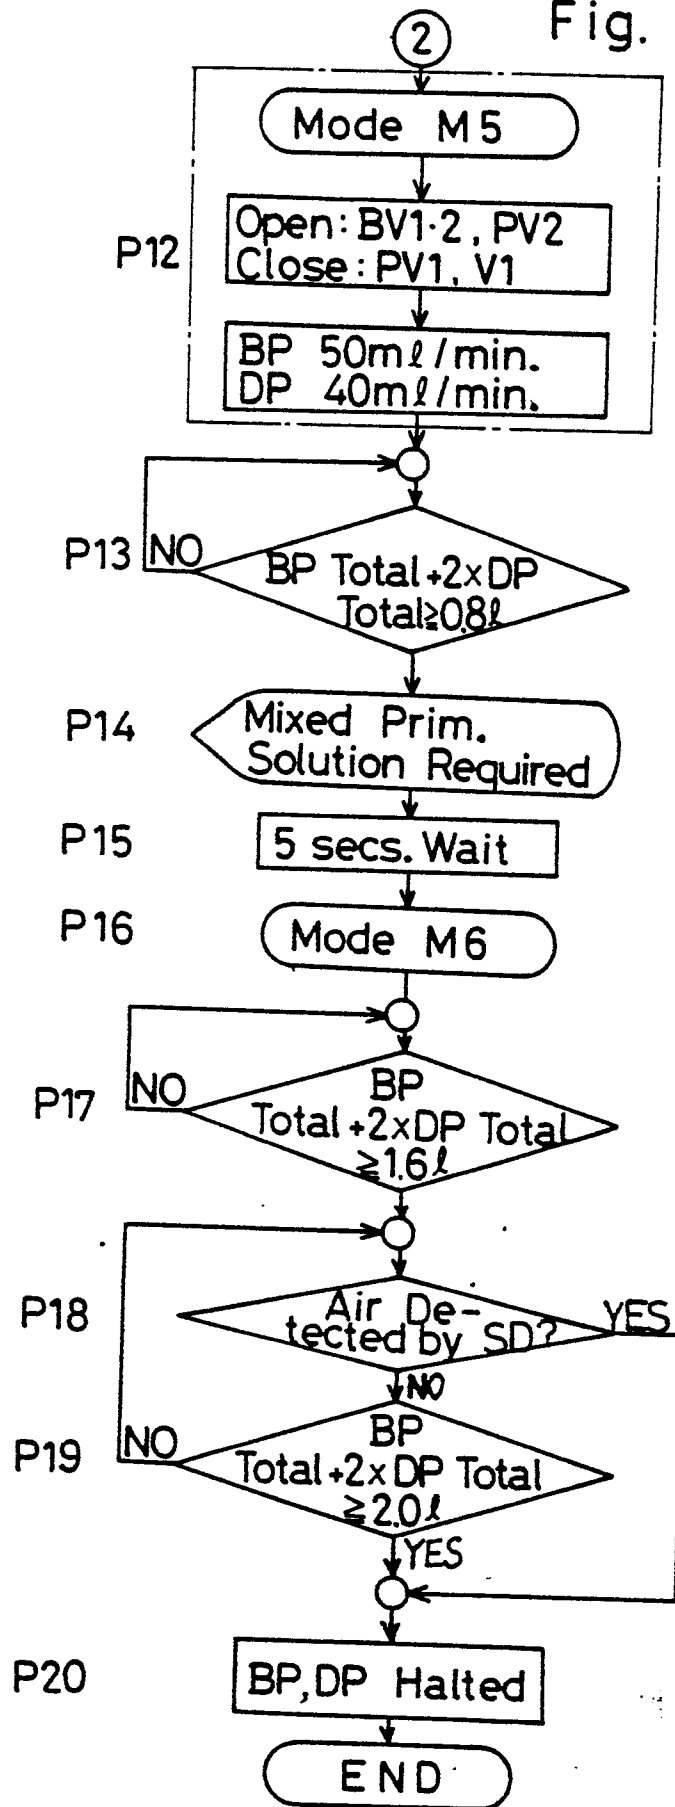 Fig.
2
Mode M5
P12
Open: BV1·2, PV2
Close: PV1, V1
BP 50mℓ/min.
DP 40mℓ/min.
P13
NO
BP Total+2xDP
Total≧0.8ℓ
P14
Mixed Prim.
Solution Required
P15
5 secs. Wait
P16
Mode M6
P17
NO
BP
Total+2xDP Total
≧1.6ℓ
P18
Air De-
tected by SD?
YES
NO
P19
NO
BP
Total+2xDP Total
≧2.0ℓ
YES
P20
BP, DP Halted
END